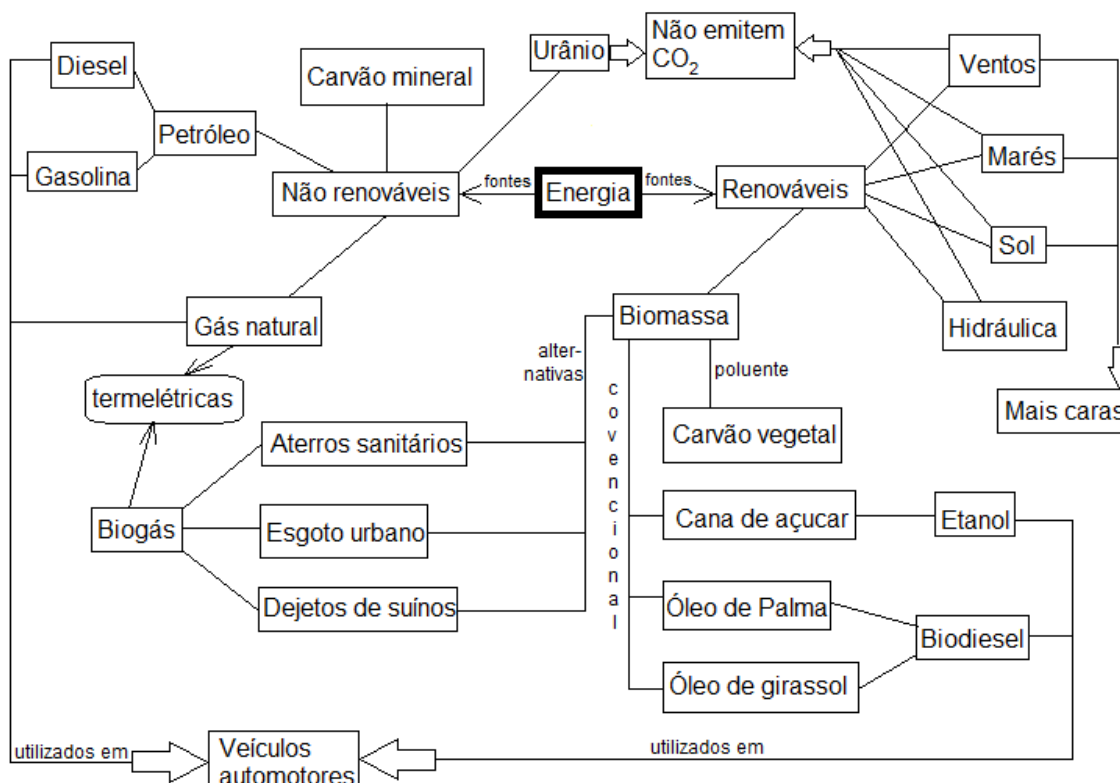 Diesel
Gasolina
Petróleo
Carvão mineral
Urânio
Não emitem
CO₂
Ventos
Marés
Sol
Hidráulica
Mais caras
Não renováveis
fontes
Energia
fontes
Renováveis
Gás natural
termelétricas
Biogás
Aterros sanitários
Esgoto urbano
Dejetos de suínos
alter-
nativas
Biomassa
covencional
poluente
Carvão vegetal
Cana de açucar
Etanol
Óleo de Palma
Óleo de girassol
Biodiesel
utilizados em
Veículos
automotores
utilizados em